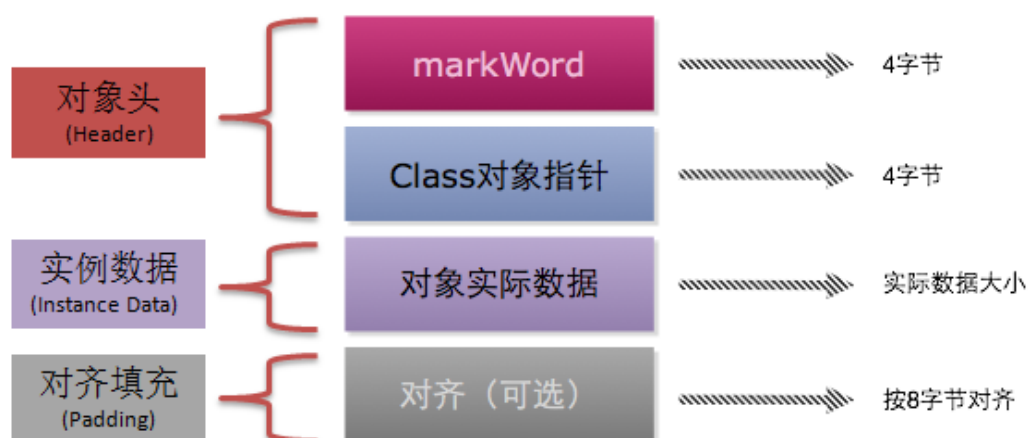 markWord
4字节
对象头
(Header)
Class对象指针
4字节
实例数据
(Instance Data)
对象实际数据
实际数据大小
对齐填充
(Padding)
对齐（可选）
按8字节对齐